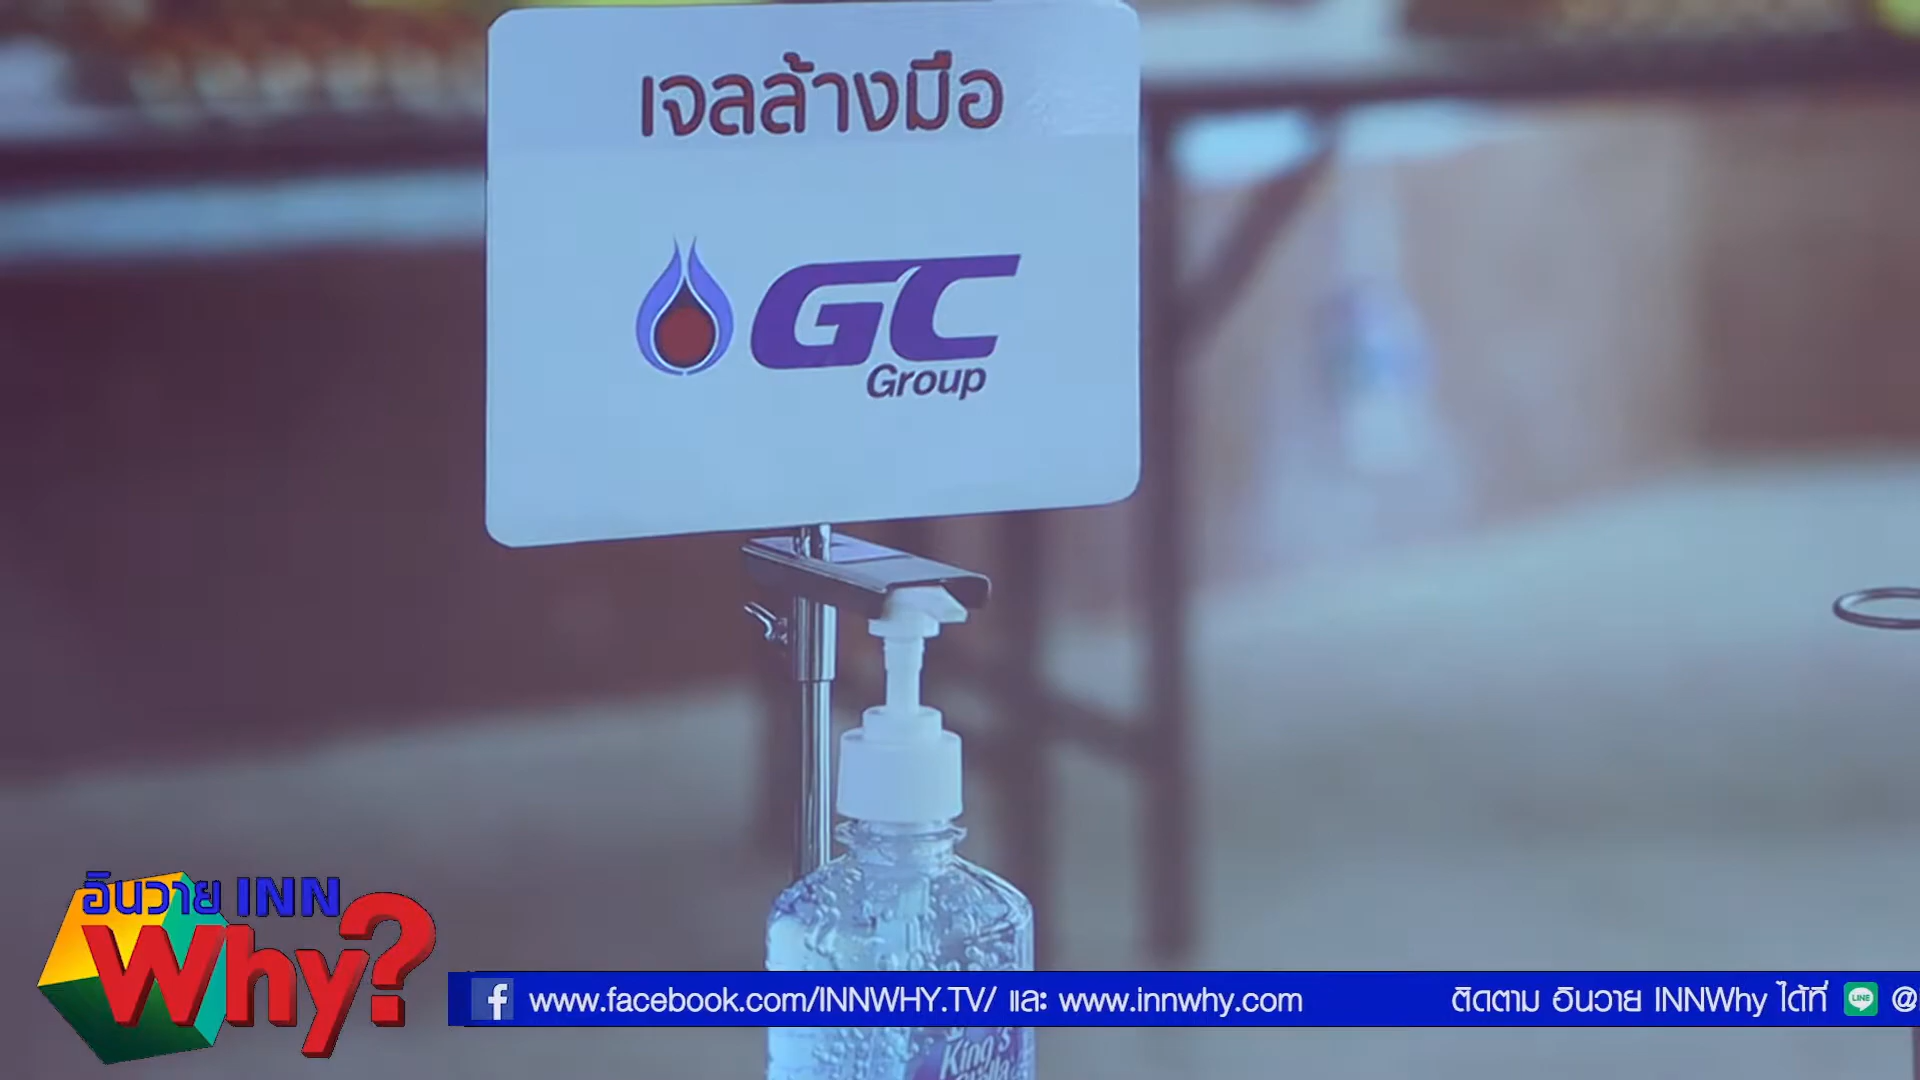 เจลล้างมือ
GC
Group
อินวาย INN
Why?
www.facebook.com/INNWHY.TV/ และ www.innwhy.com
ติดตาม อินวาย INNWhy ได้ที่ LINE @
King's